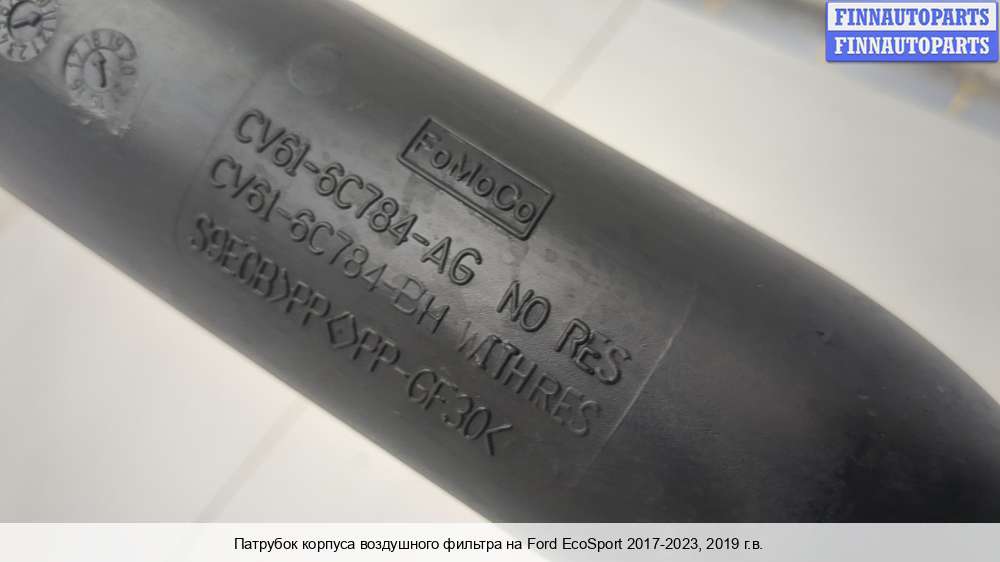 FINNAUTOPARTS
FINNAUTOPARTS
FoMoCo
CV61-6C784-AG NO RES
CV61-6C784-BH WITHRES
S9E(B)>PP<>PP-GF30<
Патрубок корпуса воздушного фильтра на Ford EcoSport 2017-2023, 2019 г.в.